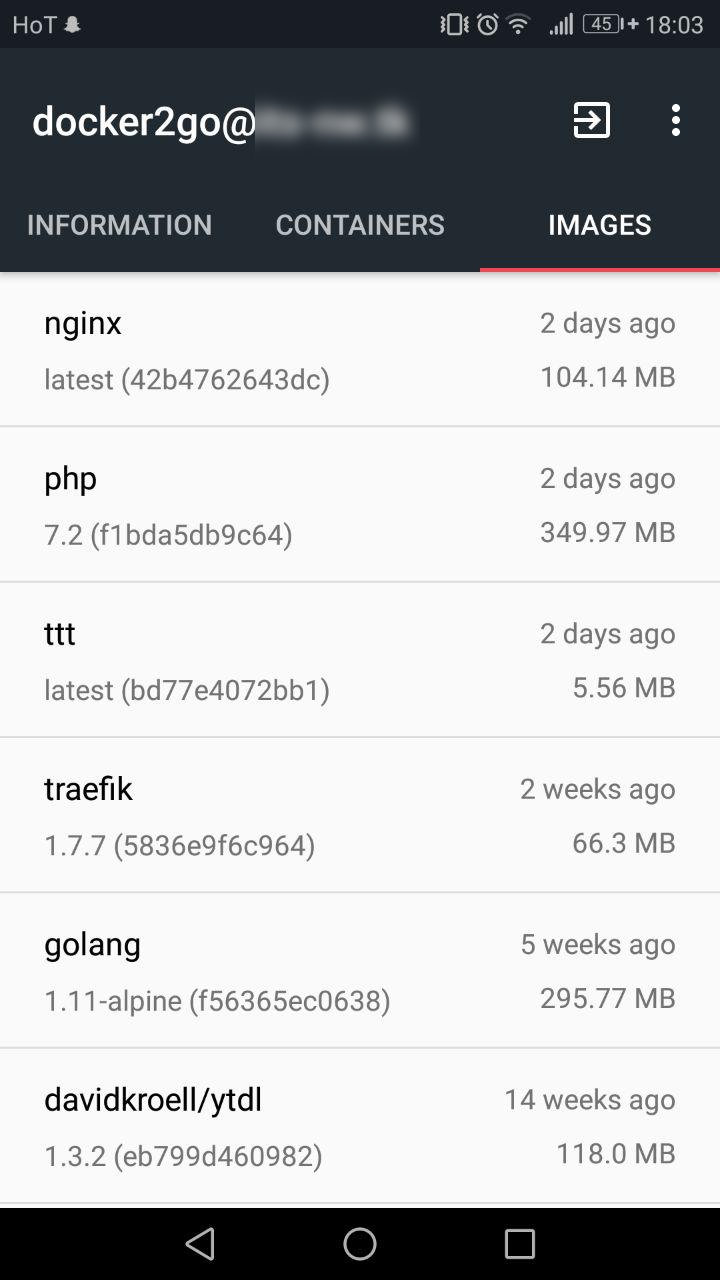 HoT 45 18:03
docker2go@
INFORMATION CONTAINERS IMAGES
nginx 2 days ago
latest (42b4762643dc) 104.14 MB
php 2 days ago
7.2 (f1bda5db9c64) 349.97 MB
ttt 2 days ago
latest (bd77e4072bb1) 5.56 MB
traefik 2 weeks ago
1.7.7 (5836e9f6c964) 66.3 MB
golang 5 weeks ago
1.11-alpine (f56365ec0638) 295.77 MB
davidkroell/ytdl 14 weeks ago
1.3.2 (eb799d460982) 118.0 MB